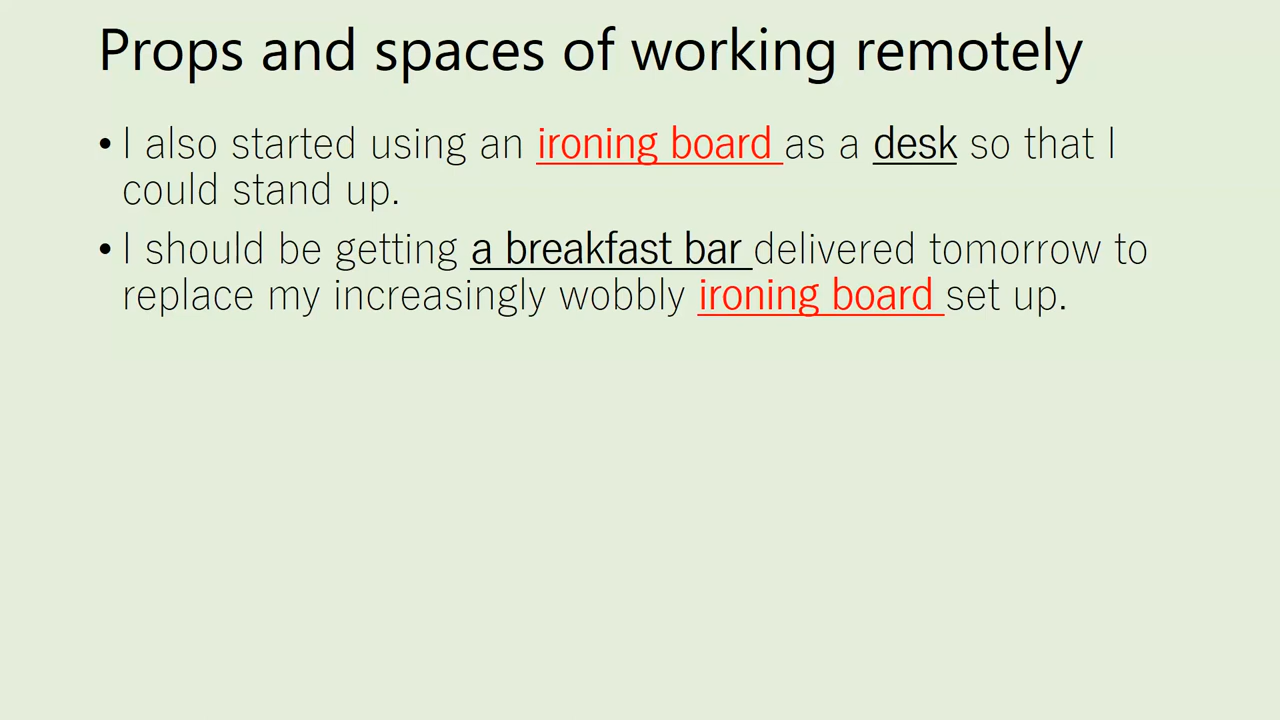 Props and spaces of working remotely
• I also started using an ironing board as a desk so that I
could stand up.
• I should be getting a breakfast bar delivered tomorrow to
replace my increasingly wobbly ironing board set up.